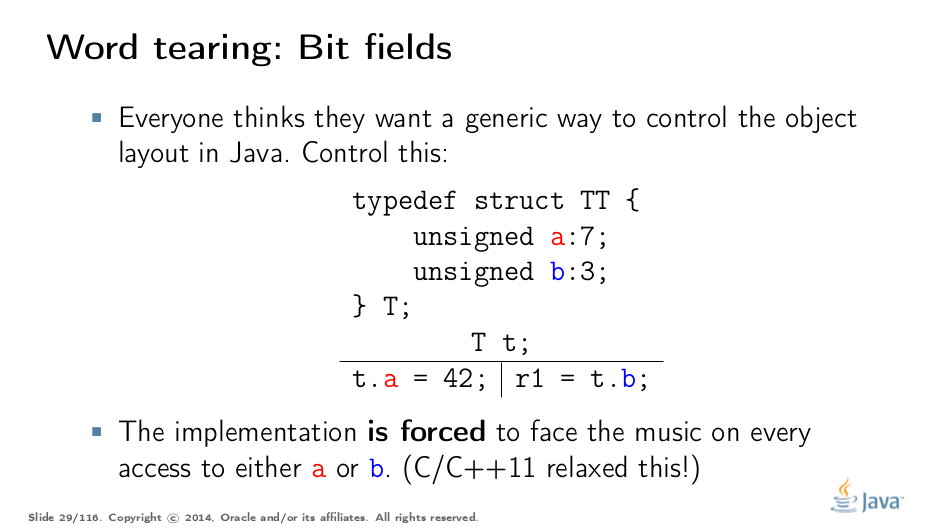 Word tearing: Bit fields
Everyone thinks they want a generic way to control the object
layout in Java. Control this:
typedef struct TT {
unsigned a:7;
unsigned b:3;
} T;
T t;
t.a = 42; r1 = t.b;
The implementation is forced to face the music on every
access to either a or b. (C/C++11 relaxed this!)
Java™
Slide 29/116. Copyright © 2014, Oracle and/or its affiliates. All rights reserved.